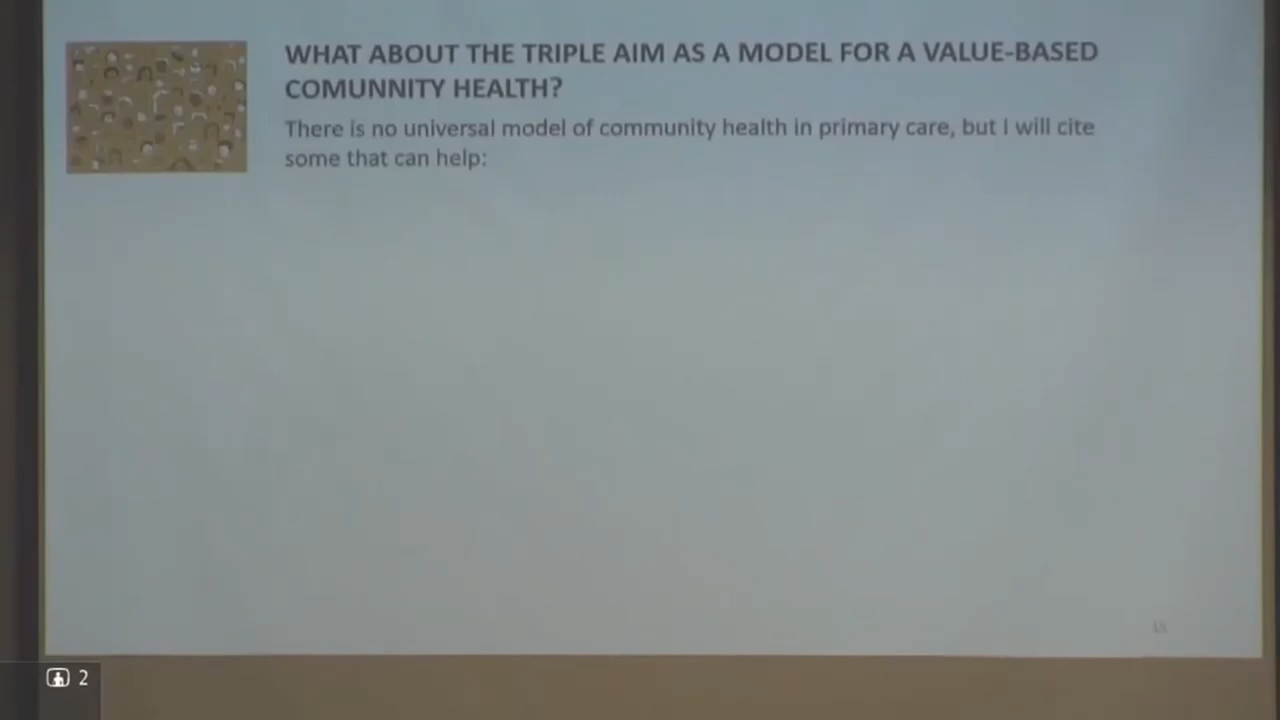 WHAT ABOUT THE TRIPLE AIM AS A MODEL FOR A VALUE-BASED
COMUNNITY HEALTH?
There is no universal model of community health in primary care, but I will cite
some that can help:
2